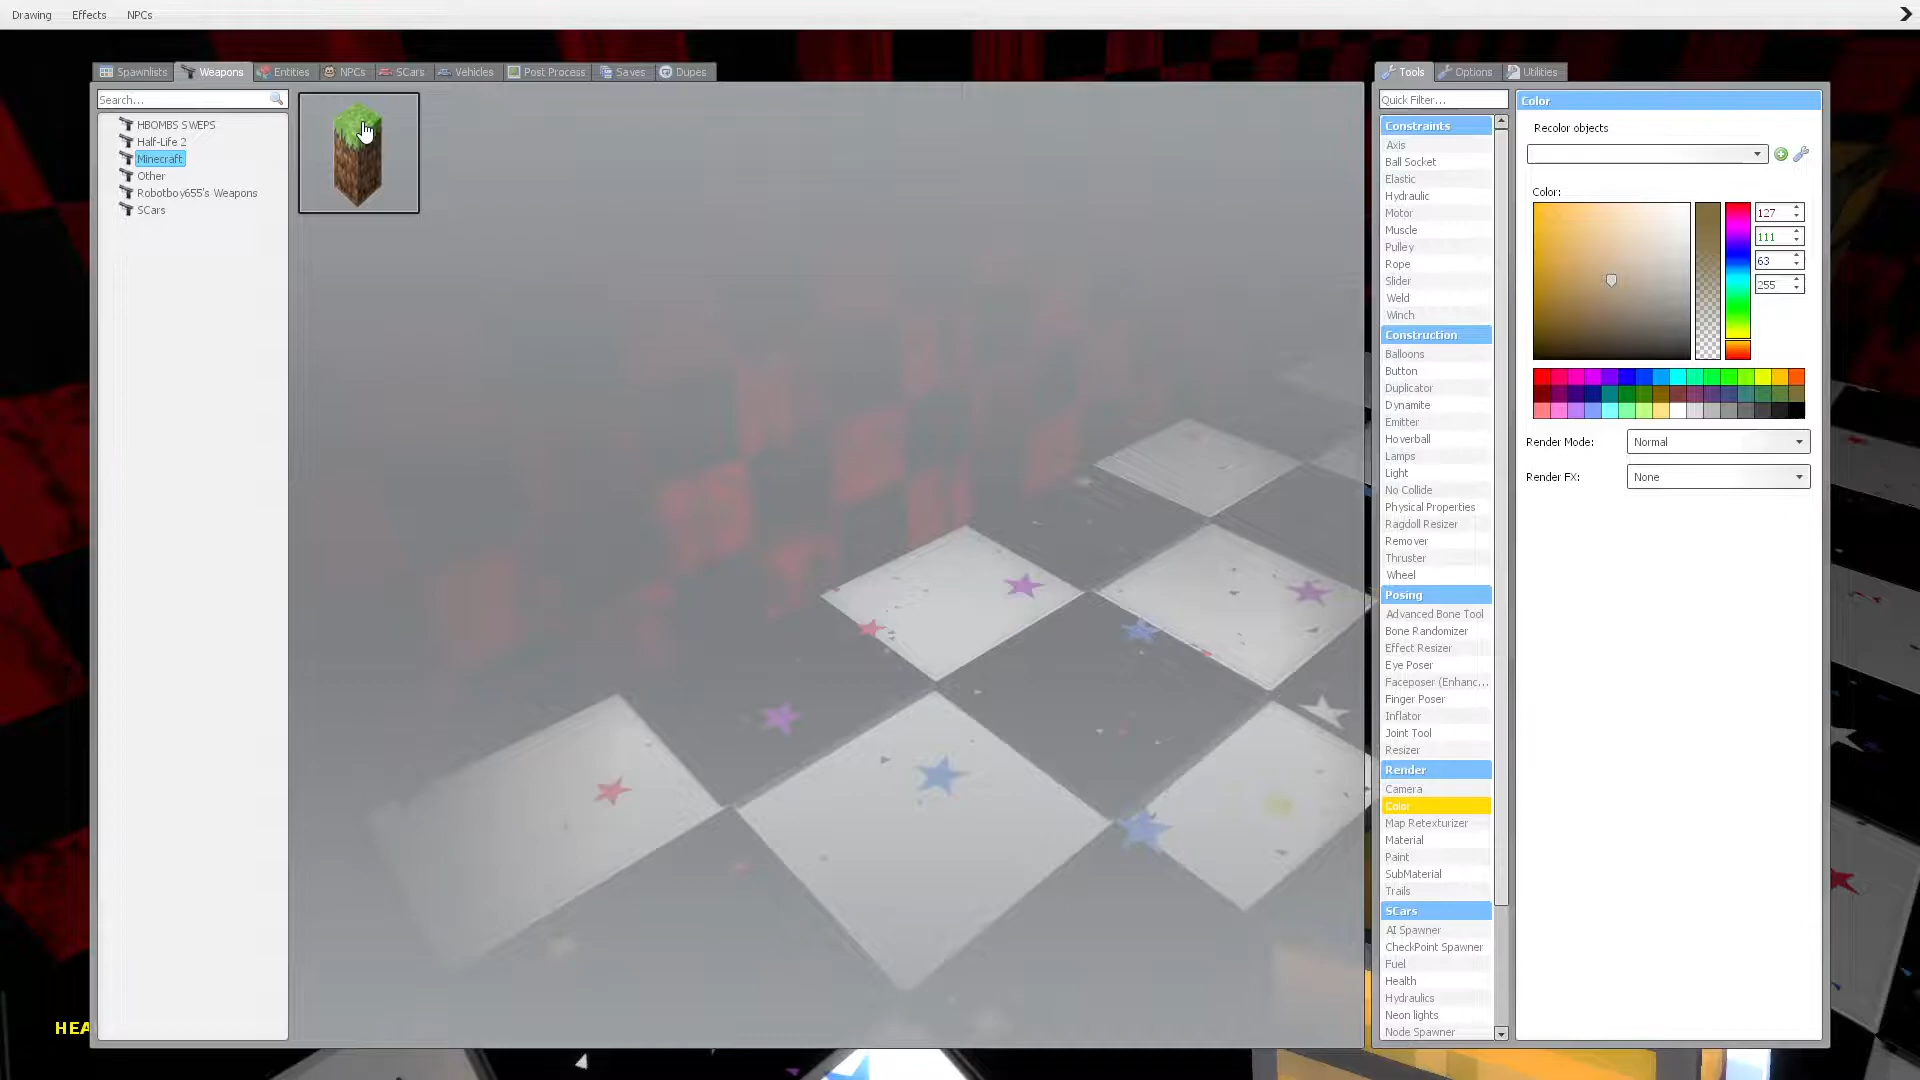 Drawing Effects NPCs
Spawnlists Weapons Entities NPCs SCars Vehicles Post Process Saves Dupes
Search...
HBOMBS SWEPS
Half-Life 2
Minecraft
Other
Robotboy655's Weapons
SCars
HEA
Tools Options Utilities
Quick Filter...
Constraints
Axis
Ball Socket
Elastic
Hydraulic
Motor
Muscle
Pulley
Rope
Slider
Weld
Winch
Construction
Balloons
Button
Duplicator
Dynamite
Emitter
Hoverball
Lamps
Light
No Collide
Physical Properties
Ragdoll Resizer
Remover
Thruster
Wheel
Posing
Advanced Bone Tool
Bone Randomizer
Effect Resizer
Eye Poser
Faceposer (Enhanc...
Finger Poser
Inflator
Joint Tool
Resizer
Render
Camera
Color
Map Retexturizer
Material
Paint
SubMaterial
Trails
SCars
AI Spawner
CheckPoint Spawner
Fuel
Health
Hydraulics
Neon lights
Node Spawner
Color
Recolor objects
Color:
127
111
63
255
Render Mode: Normal
Render FX: None